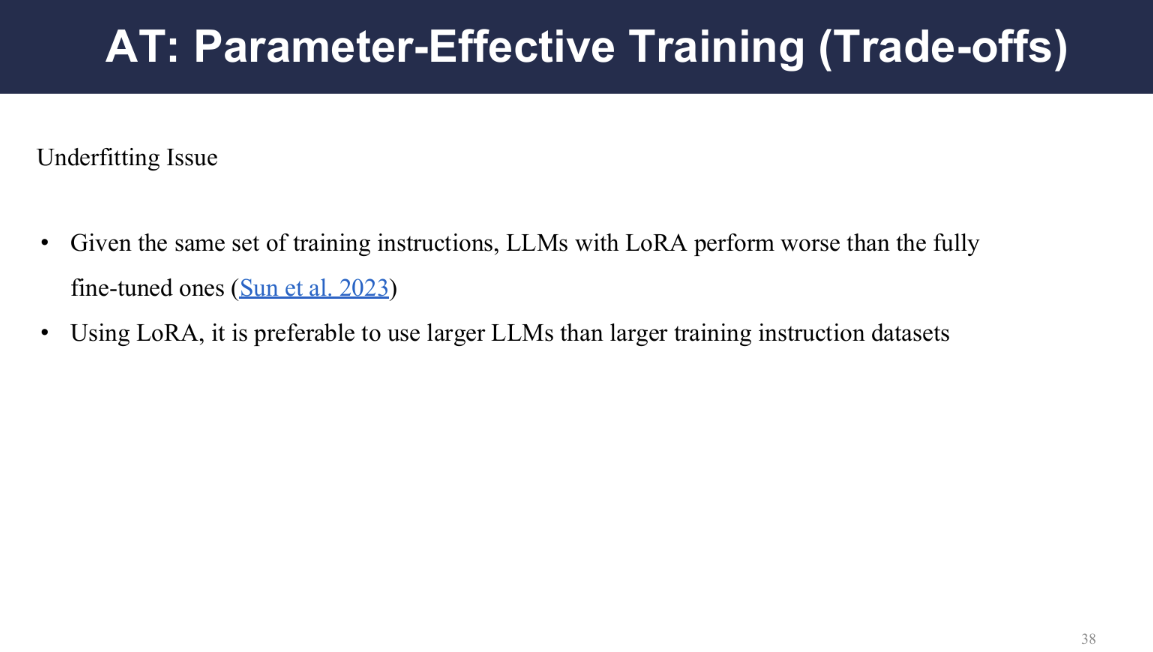 AT: Parameter-Effective Training (Trade-offs)
Underfitting Issue
• Given the same set of training instructions, LLMs with LoRA perform worse than the fully
fine-tuned ones (Sun et al. 2023)
• Using LoRA, it is preferable to use larger LLMs than larger training instruction datasets
38